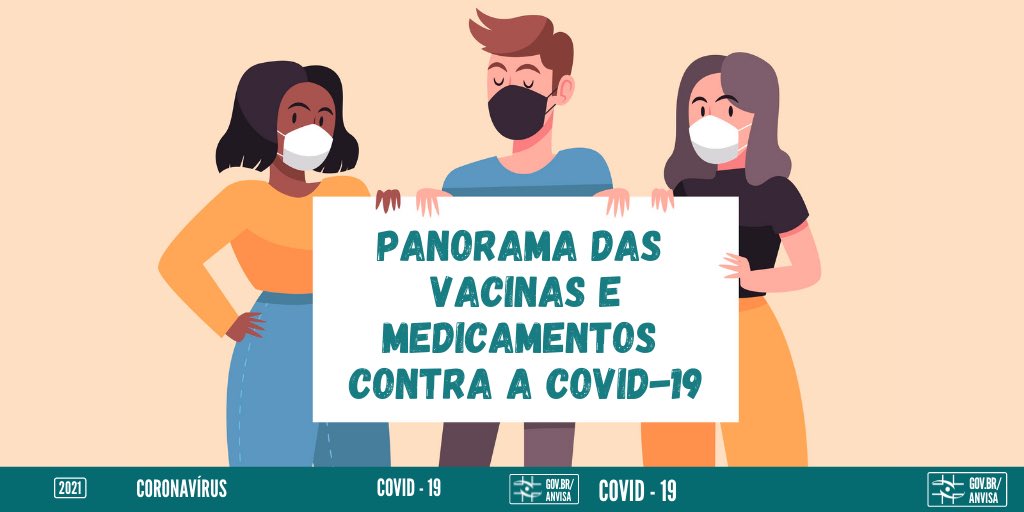 PANORAMA DAS
VACINAS E
MEDICAMENTOS
CONTRA A COVID-19
2021
CORONAVÍRUS
COVID - 19
GOV.BR/
ANVISA
COVID - 19
GOV.BR/
ANVISA